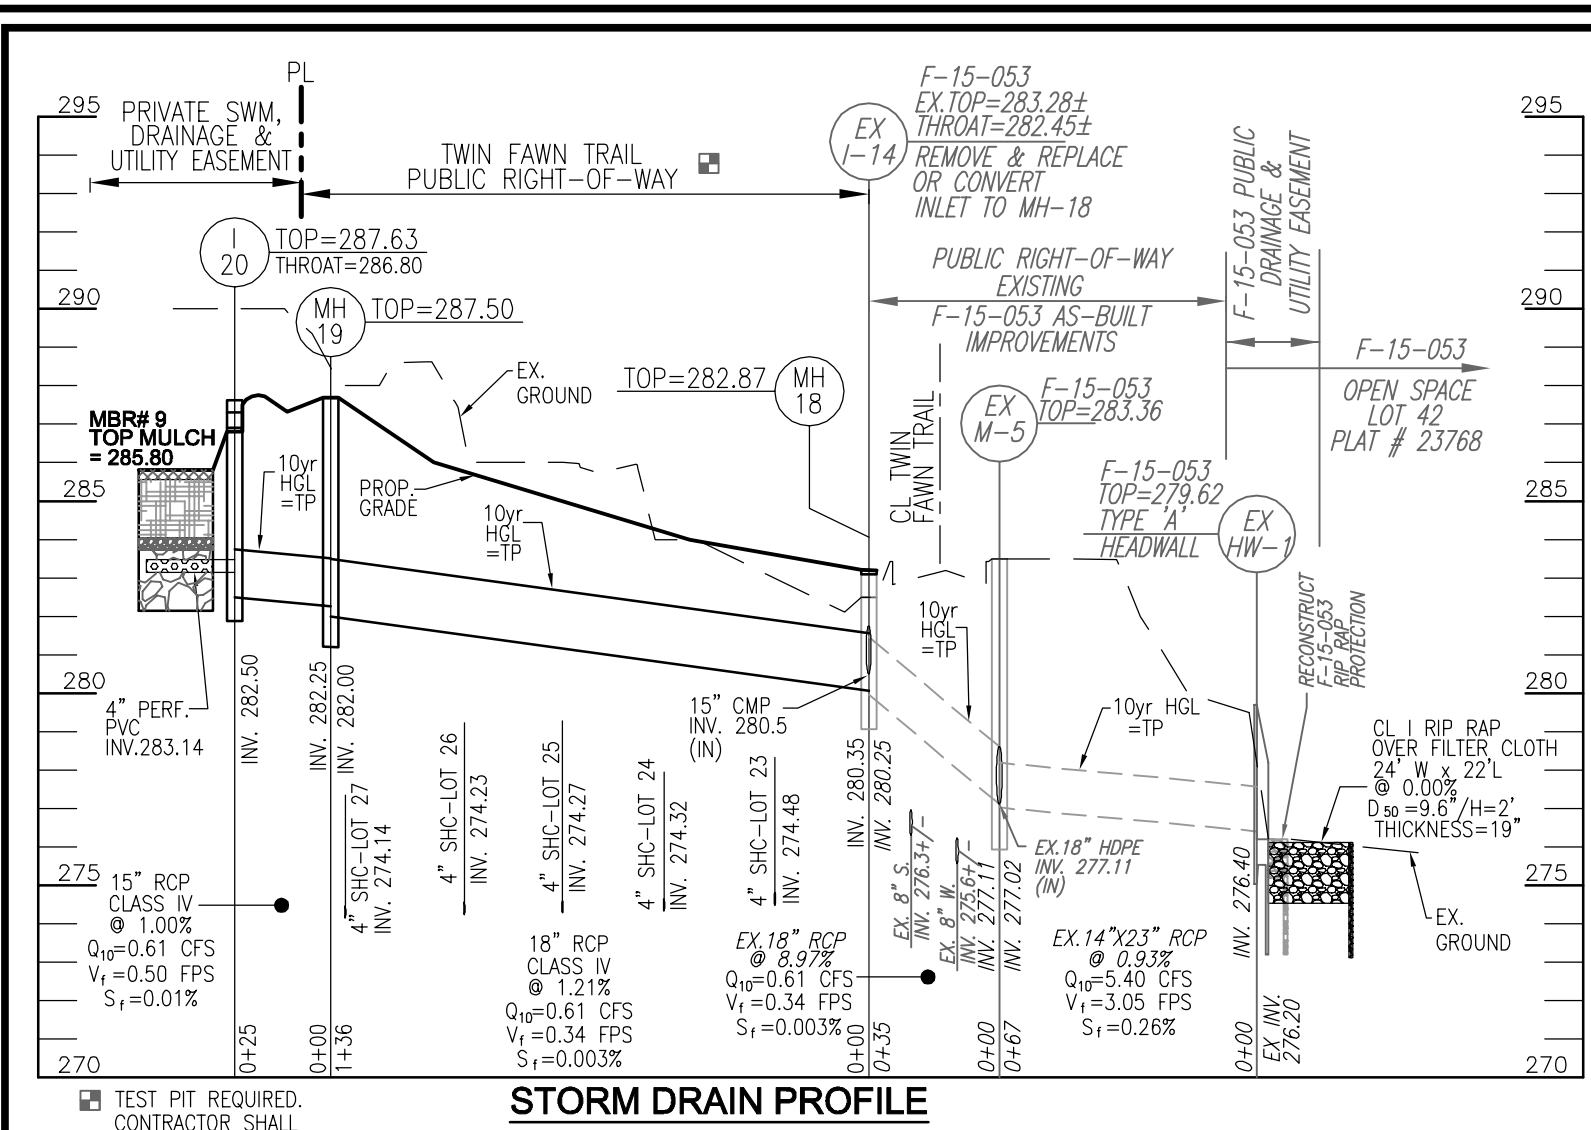 PL
295
PRIVATE SWM,
DRAINAGE &
UTILITY EASEMENT
TWIN FAWN TRAIL
PUBLIC RIGHT-OF-WAY
EX
I-14
F-15-053
EX.TOP=283.28±
THROAT=282.45±
REMOVE & REPLACE
OR CONVERT
INLET TO MH-18
F-15-053 PUBLIC
DRAINAGE &
UTILITY EASEMENT
295
I
20
TOP=287.63
THROAT=286.80
290
MH
19
TOP=287.50
PUBLIC RIGHT-OF-WAY
EXISTING
F-15-053 AS-BUILT
IMPROVEMENTS
290
F-15-053
OPEN SPACE
LOT 42
PLAT # 23768
EX.
GROUND
TOP=282.87
MH
18
CL TWIN
FAWN TRAIL
EX
M-5
F-15-053
TOP=283.36
MBR# 9
TOP MULCH
= 285.80
10yr
HGL
=TP
PROP.
GRADE
10yr
HGL
=TP
F-15-053
TOP=279.62
TYPE 'A'
HEADWALL
EX
HW-1
285
285
10yr
HGL
=TP
RECONSTRUCT
F-15-053
RIP RAP
PROTECTION
280
280
4" PERF.
PVC
INV.283.14
INV. 282.50
INV. 282.25
INV. 282.00
15" CMP
INV. 280.5
(IN)
10yr HGL
=TP
CL I RIP RAP
OVER FILTER CLOTH
24' W x 22'L
@ 0.00%
D50=9.6"/H=2'
THICKNESS=19"
4" SHC-LOT 27
INV. 274.14
4" SHC-LOT 26
INV. 274.23
4" SHC-LOT 25
INV. 274.27
4" SHC-LOT 24
INV. 274.32
4" SHC-LOT 23
INV. 274.48
INV. 280.35
INV. 280.25
EX. 8" S.
INV. 276.3+/-
EX. 8" W.
INV. 275.6+/-
INV. 277.11
INV. 277.02
EX.18" HDPE
INV. 277.11
(IN)
INV. 276.40
275
275
EX.
GROUND
15" RCP
CLASS IV
@ 1.00%
Q10=0.61 CFS
Vf=0.50 FPS
Sf=0.01%
18" RCP
CLASS IV
@ 1.21%
Q10=0.61 CFS
Vf=0.34 FPS
Sf=0.003%
EX.18" RCP
@ 8.97%
Q10=0.61 CFS
Vf=0.34 FPS
Sf=0.003%
EX.14"X23" RCP
@ 0.93%
Q10=5.40 CFS
Vf=3.05 FPS
Sf=0.26%
270
0+25
0+00
1+36
0+00
0+35
0+00
0+67
0+00
EX INV.
276.20
270
TEST PIT REQUIRED.
CONTRACTOR SHALL
STORM DRAIN PROFILE